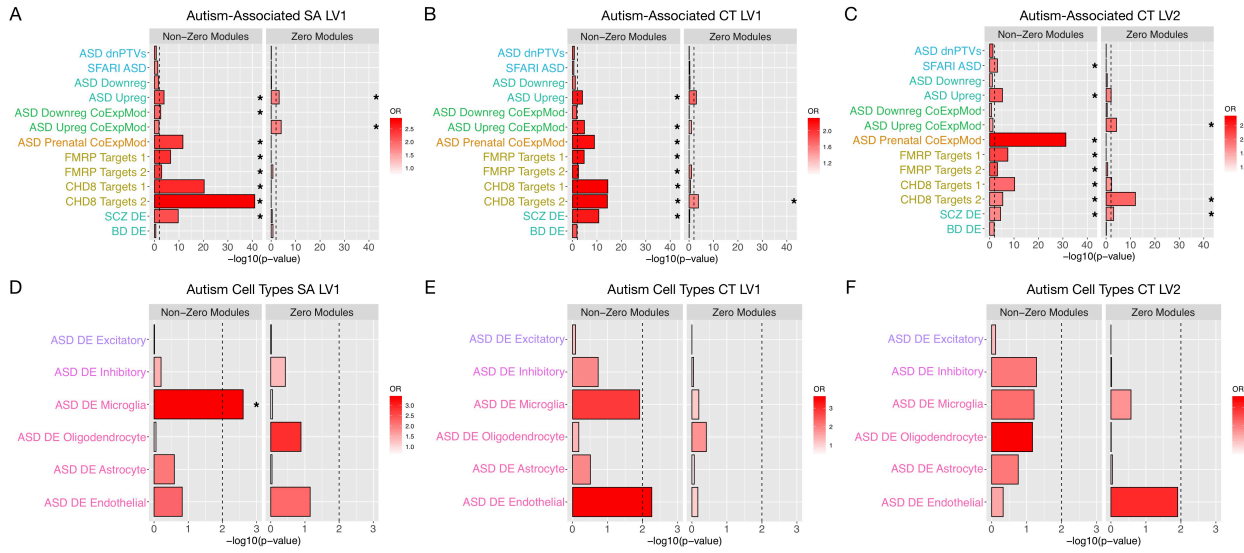 A
Autism-Associated SA LV1
Non-Zero Modules
Zero Modules
ASD dnPTVs
SFARI ASD
ASD Downreg
ASD Upreg
*
*
ASD Downreg CoExpMod
*
ASD Upreg CoExpMod
*
ASD Prenatal CoExpMod
*
FMRP Targets 1
*
FMRP Targets 2
*
CHD8 Targets 1
*
CHD8 Targets 2
*
SCZ DE
*
BD DE
0 10 20 30 40 0 10 20 30 40
−log10(p-value)
OR
2.5
2.0
1.5
1.0
B
Autism-Associated CT LV1
Non-Zero Modules
Zero Modules
ASD dnPTVs
SFARI ASD
ASD Downreg
ASD Upreg
*
ASD Downreg CoExpMod
ASD Upreg CoExpMod
*
ASD Prenatal CoExpMod
*
FMRP Targets 1
*
FMRP Targets 2
*
CHD8 Targets 1
*
CHD8 Targets 2
*
*
SCZ DE
*
BD DE
0 10 20 30 40 0 10 20 30 40
−log10(p-value)
OR
2.0
1.6
1.2
C
Autism-Associated CT LV2
Non-Zero Modules
Zero Modules
ASD dnPTVs
SFARI ASD
*
ASD Downreg
ASD Upreg
*
ASD Downreg CoExpMod
ASD Upreg CoExpMod
*
ASD Prenatal CoExpMod
*
FMRP Targets 1
*
FMRP Targets 2
*
CHD8 Targets 1
*
CHD8 Targets 2
*
*
SCZ DE
*
*
BD DE
0 10 20 30 40 0 10 20 30 40
−log10(p-value)
OR
2
2
1
1
D
Autism Cell Types SA LV1
Non-Zero Modules
Zero Modules
ASD DE Excitatory
ASD DE Inhibitory
ASD DE Microglia
*
ASD DE Oligodendrocyte
ASD DE Astrocyte
ASD DE Endothelial
0 1 2 3 0 1 2 3
−log10(p-value)
OR
3.0
2.5
2.0
1.5
1.0
E
Autism Cell Types CT LV1
Non-Zero Modules
Zero Modules
ASD DE Excitatory
ASD DE Inhibitory
ASD DE Microglia
ASD DE Oligodendrocyte
ASD DE Astrocyte
ASD DE Endothelial
0 1 2 3 0 1 2 3
−log10(p-value)
OR
3
2
1
F
Autism Cell Types CT LV2
Non-Zero Modules
Zero Modules
ASD DE Excitatory
ASD DE Inhibitory
ASD DE Microglia
ASD DE Oligodendrocyte
ASD DE Astrocyte
ASD DE Endothelial
0 1 2 3 0 1 2 3
−log10(p-value)
OR